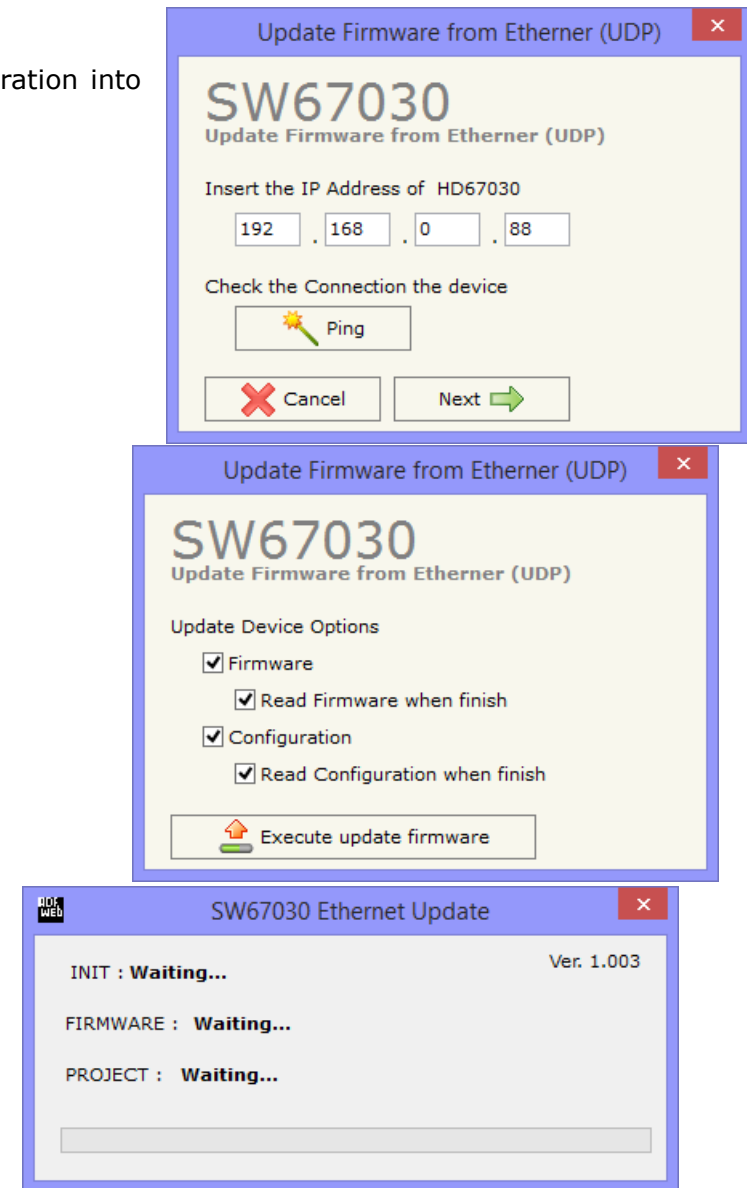 Update Firmware from Etherner (UDP)
ration into
SW67030
Update Firmware from Etherner (UDP)
Insert the IP Address of HD67030
192 . 168 . 0 . 88
Check the Connection the device
Ping
Cancel Next
Update Firmware from Etherner (UDP)
SW67030
Update Firmware from Etherner (UDP)
Update Device Options
Firmware
Read Firmware when finish
Configuration
Read Configuration when finish
Execute update firmware
ADF WEB SW67030 Ethernet Update
INIT : Waiting... Ver. 1.003
FIRMWARE : Waiting...
PROJECT : Waiting...